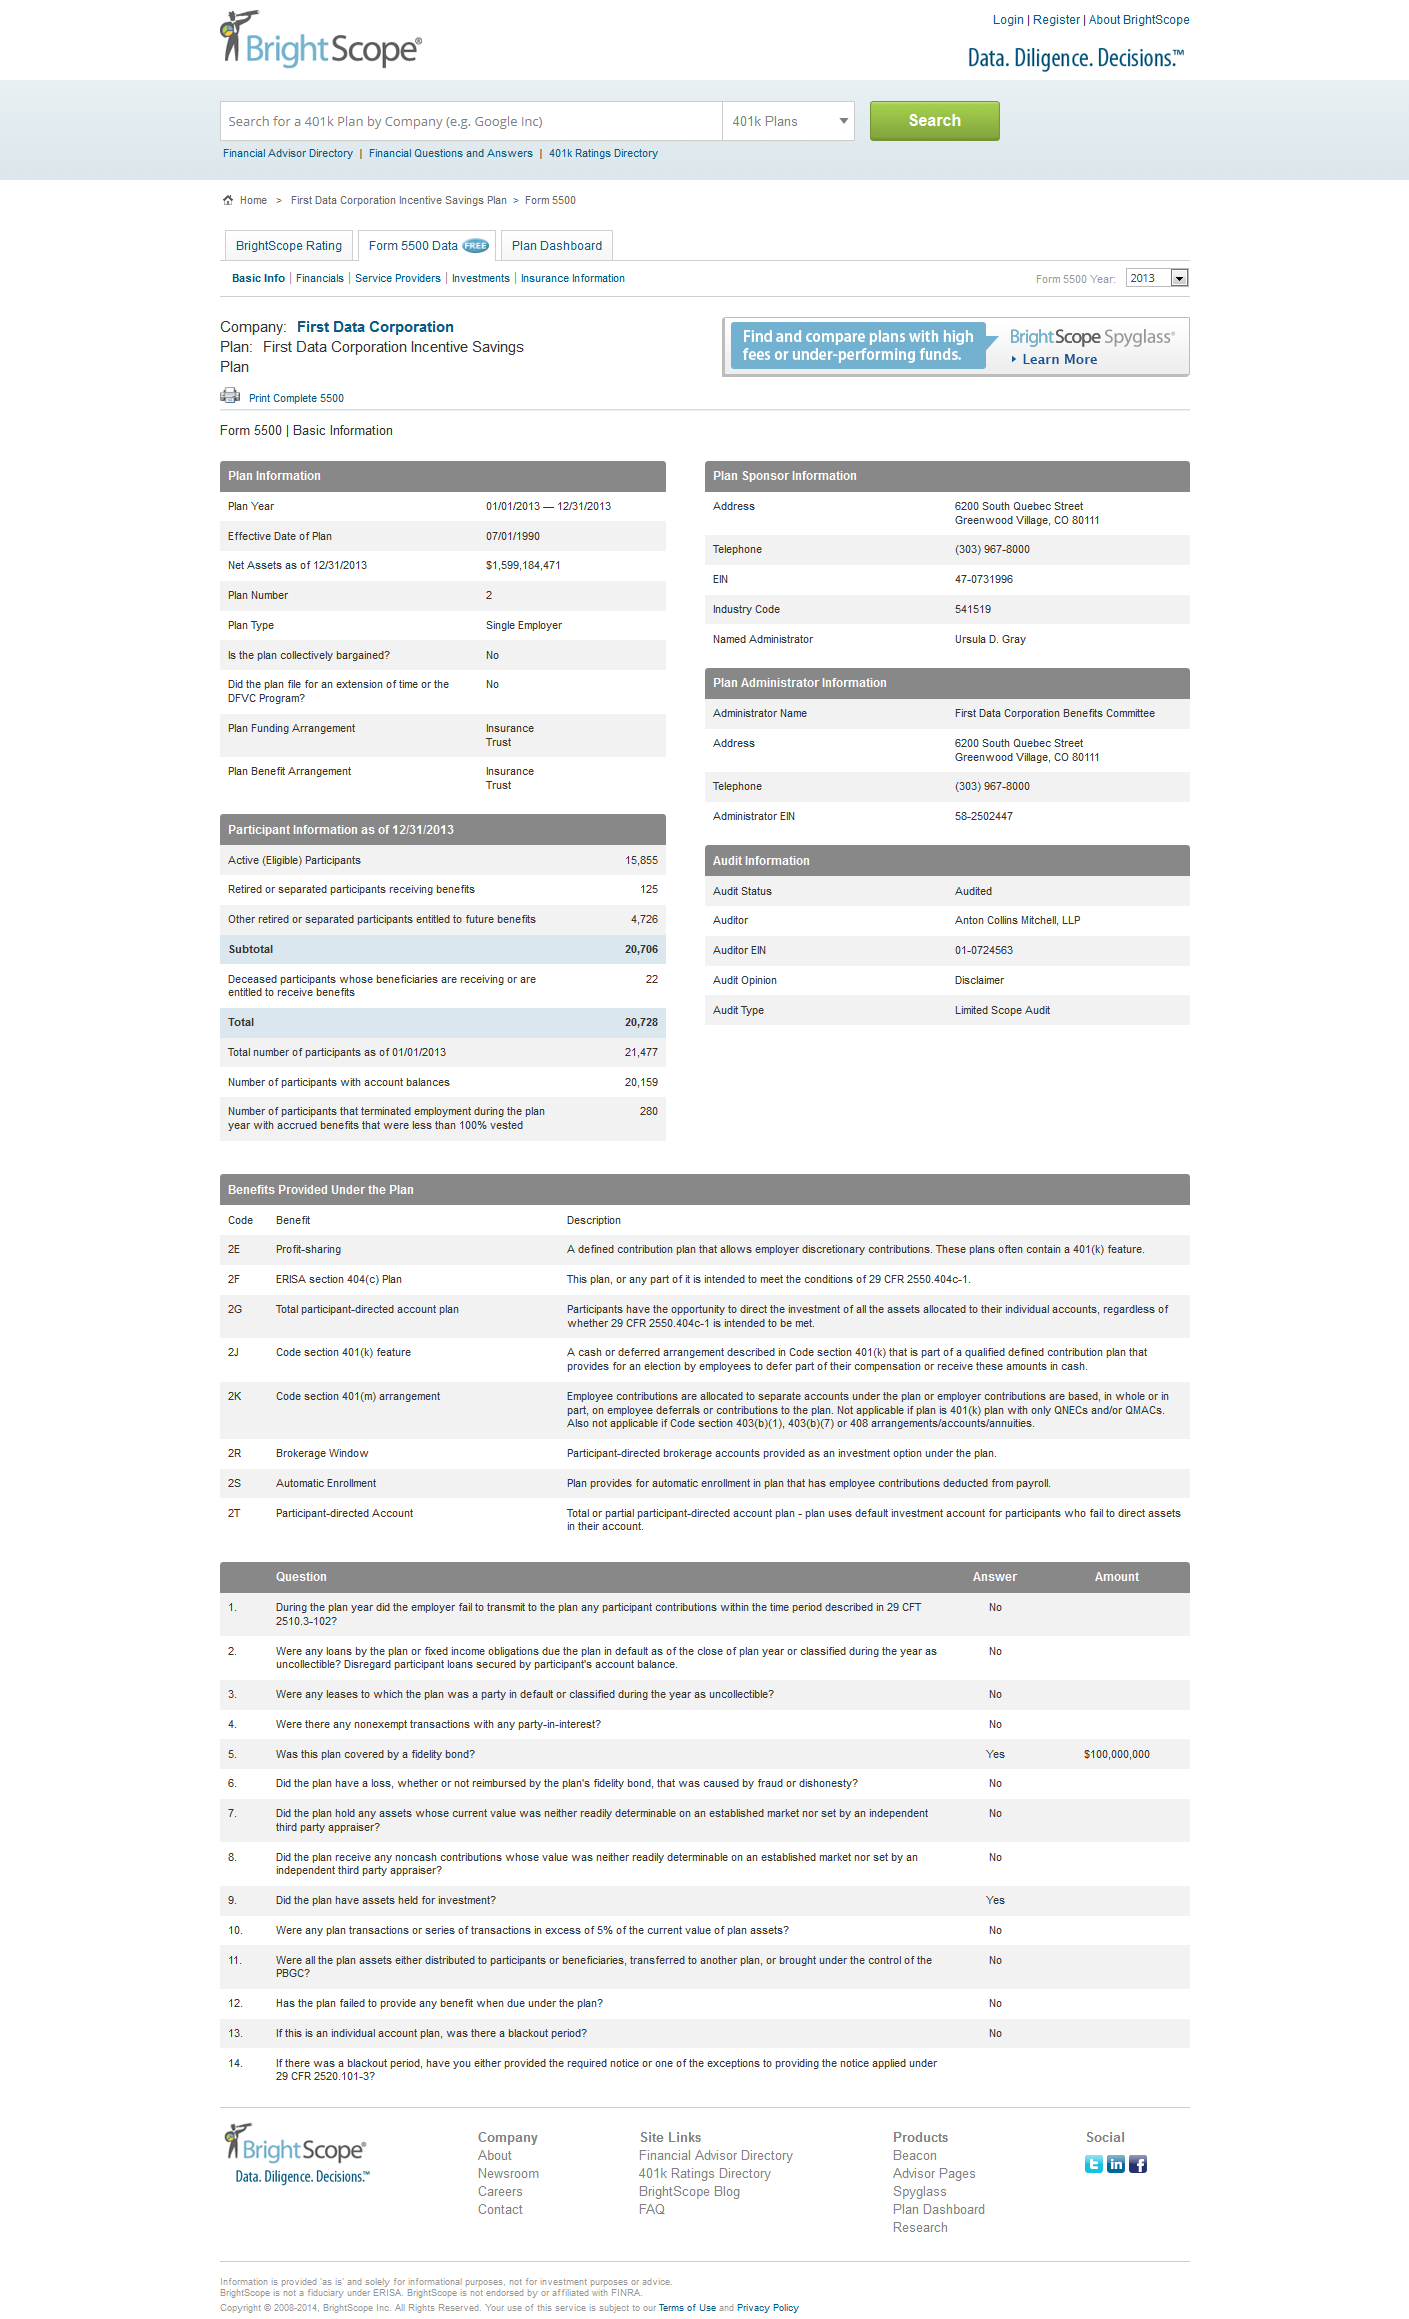 BrightScope®
Login | Register | About BrightScope
Data. Diligence. Decisions.™
Search for a 401k Plan by Company (e.g. Google Inc)
401k Plans
Search
Financial Advisor Directory | Financial Questions and Answers | 401k Ratings Directory
Home > First Data Corporation Incentive Savings Plan > Form 5500
BrightScope Rating
Form 5500 Data FREE
Plan Dashboard
Basic Info | Financials | Service Providers | Investments | Insurance Information
Form 5500 Year: 2013
Company: First Data Corporation
Plan: First Data Corporation Incentive Savings
Plan
Find and compare plans with high
fees or under-performing funds.
BrightScope Spyglass®
Learn More
Print Complete 5500
Form 5500 | Basic Information
Plan Information
Plan Year 01/01/2013 — 12/31/2013
Effective Date of Plan 07/01/1990
Net Assets as of 12/31/2013 $1,599,184,471
Plan Number 2
Plan Type Single Employer
Is the plan collectively bargained? No
Did the plan file for an extension of time or the No
DFVC Program?
Plan Funding Arrangement Insurance
Trust
Plan Benefit Arrangement Insurance
Trust
Participant Information as of 12/31/2013
Active (Eligible) Participants 15,855
Retired or separated participants receiving benefits 125
Other retired or separated participants entitled to future benefits 4,726
Subtotal 20,706
Deceased participants whose beneficiaries are receiving or are 22
entitled to receive benefits
Total 20,728
Total number of participants as of 01/01/2013 21,477
Number of participants with account balances 20,159
Number of participants that terminated employment during the plan 280
year with accrued benefits that were less than 100% vested
Plan Sponsor Information
Address 6200 South Quebec Street
Greenwood Village, CO 80111
Telephone (303) 967-8000
EIN 47-0731996
Industry Code 541519
Named Administrator Ursula D. Gray
Plan Administrator Information
Administrator Name First Data Corporation Benefits Committee
Address 6200 South Quebec Street
Greenwood Village, CO 80111
Telephone (303) 967-8000
Administrator EIN 58-2502447
Audit Information
Audit Status Audited
Auditor Anton Collins Mitchell, LLP
Auditor EIN 01-0724563
Audit Opinion Disclaimer
Audit Type Limited Scope Audit
Benefits Provided Under the Plan
Code Benefit Description
2E Profit-sharing A defined contribution plan that allows employer discretionary contributions. These plans often contain a 401(k) feature.
2F ERISA section 404(c) Plan This plan, or any part of it is intended to meet the conditions of 29 CFR 2550.404c-1.
2G Total participant-directed account plan Participants have the opportunity to direct the investment of all the assets allocated to their individual accounts, regardless of
whether 29 CFR 2550.404c-1 is intended to be met.
2J Code section 401(k) feature A cash or deferred arrangement described in Code section 401(k) that is part of a qualified defined contribution plan that
provides for an election by employees to defer part of their compensation or receive these amounts in cash.
2K Code section 401(m) arrangement Employee contributions are allocated to separate accounts under the plan or employer contributions are based, in whole or in
part, on employee deferrals or contributions to the plan. Not applicable if plan is 401(k) plan with only QNECs and/or QMACs.
Also not applicable if Code section 403(b)(1), 403(b)(7) or 408 arrangements/accounts/annuities.
2R Brokerage Window Participant-directed brokerage accounts provided as an investment option under the plan.
2S Automatic Enrollment Plan provides for automatic enrollment in plan that has employee contributions deducted from payroll.
2T Participant-directed Account Total or partial participant-directed account plan - plan uses default investment account for participants who fail to direct assets
in their account.
Question Answer Amount
1. During the plan year did the employer fail to transmit to the plan any participant contributions within the time period described in 29 CFT No
2510.3-102?
2. Were any loans by the plan or fixed income obligations due the plan in default as of the close of plan year or classified during the year as No
uncollectible? Disregard participant loans secured by participant's account balance.
3. Were any leases to which the plan was a party in default or classified during the year as uncollectible? No
4. Were there any nonexempt transactions with any party-in-interest? No
5. Was this plan covered by a fidelity bond? Yes $100,000,000
6. Did the plan have a loss, whether or not reimbursed by the plan's fidelity bond, that was caused by fraud or dishonesty? No
7. Did the plan hold any assets whose current value was neither readily determinable on an established market nor set by an independent No
third party appraiser?
8. Did the plan receive any noncash contributions whose value was neither readily determinable on an established market nor set by an No
independent third party appraiser?
9. Did the plan have assets held for investment? Yes
10. Were any plan transactions or series of transactions in excess of 5% of the current value of plan assets? No
11. Were all the plan assets either distributed to participants or beneficiaries, transferred to another plan, or brought under the control of the No
PBGC?
12. Has the plan failed to provide any benefit when due under the plan? No
13. If this is an individual account plan, was there a blackout period? No
14. If there was a blackout period, have you either provided the required notice or one of the exceptions to providing the notice applied under
29 CFR 2520.101-3?
BrightScope®
Data. Diligence. Decisions.™
Company
About
Newsroom
Careers
Contact
Site Links
Financial Advisor Directory
401k Ratings Directory
BrightScope Blog
FAQ
Products
Beacon
Advisor Pages
Spyglass
Plan Dashboard
Research
Social
Information is provided 'as is' and solely for informational purposes, not for investment purposes or advice.
BrightScope is not a fiduciary under ERISA. BrightScope is not endorsed by or affiliated with FINRA.
Copyright © 2008-2014, BrightScope Inc. All Rights Reserved. Your use of this service is subject to our Terms of Use and Privacy Policy